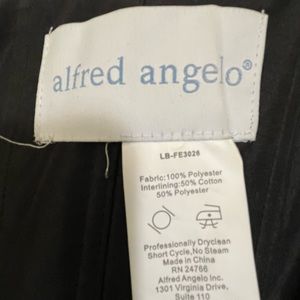 alfred angelo®
LB-FE3026
Fabric:100% Polyester
Interlining:50% Cotton
50% Polyester
Professionally Dryclean
Short Cycle,No Steam
Made in China
RN 24766
Alfred Angelo Inc.
1301 Virginia Drive,
Suite 110